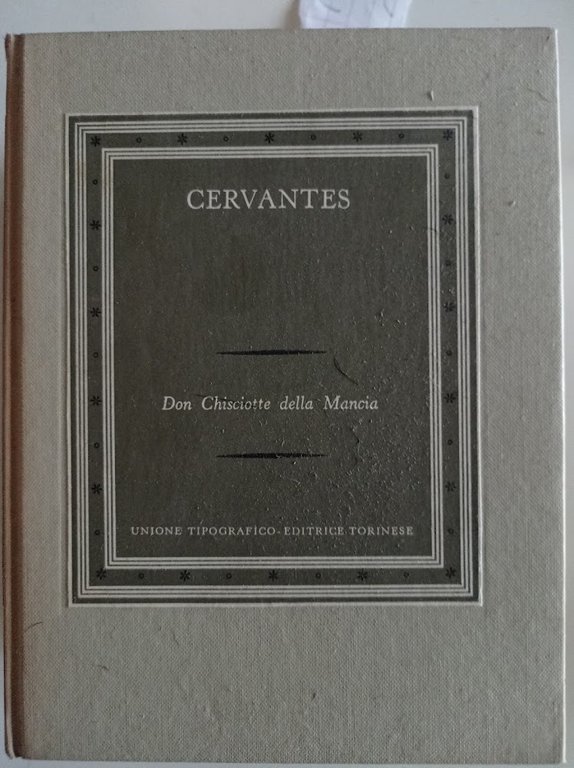 CERVANTES
Don Chisciotte della Mancia
UNIONE TIPOGRAFICO-EDITRICE TORINESE